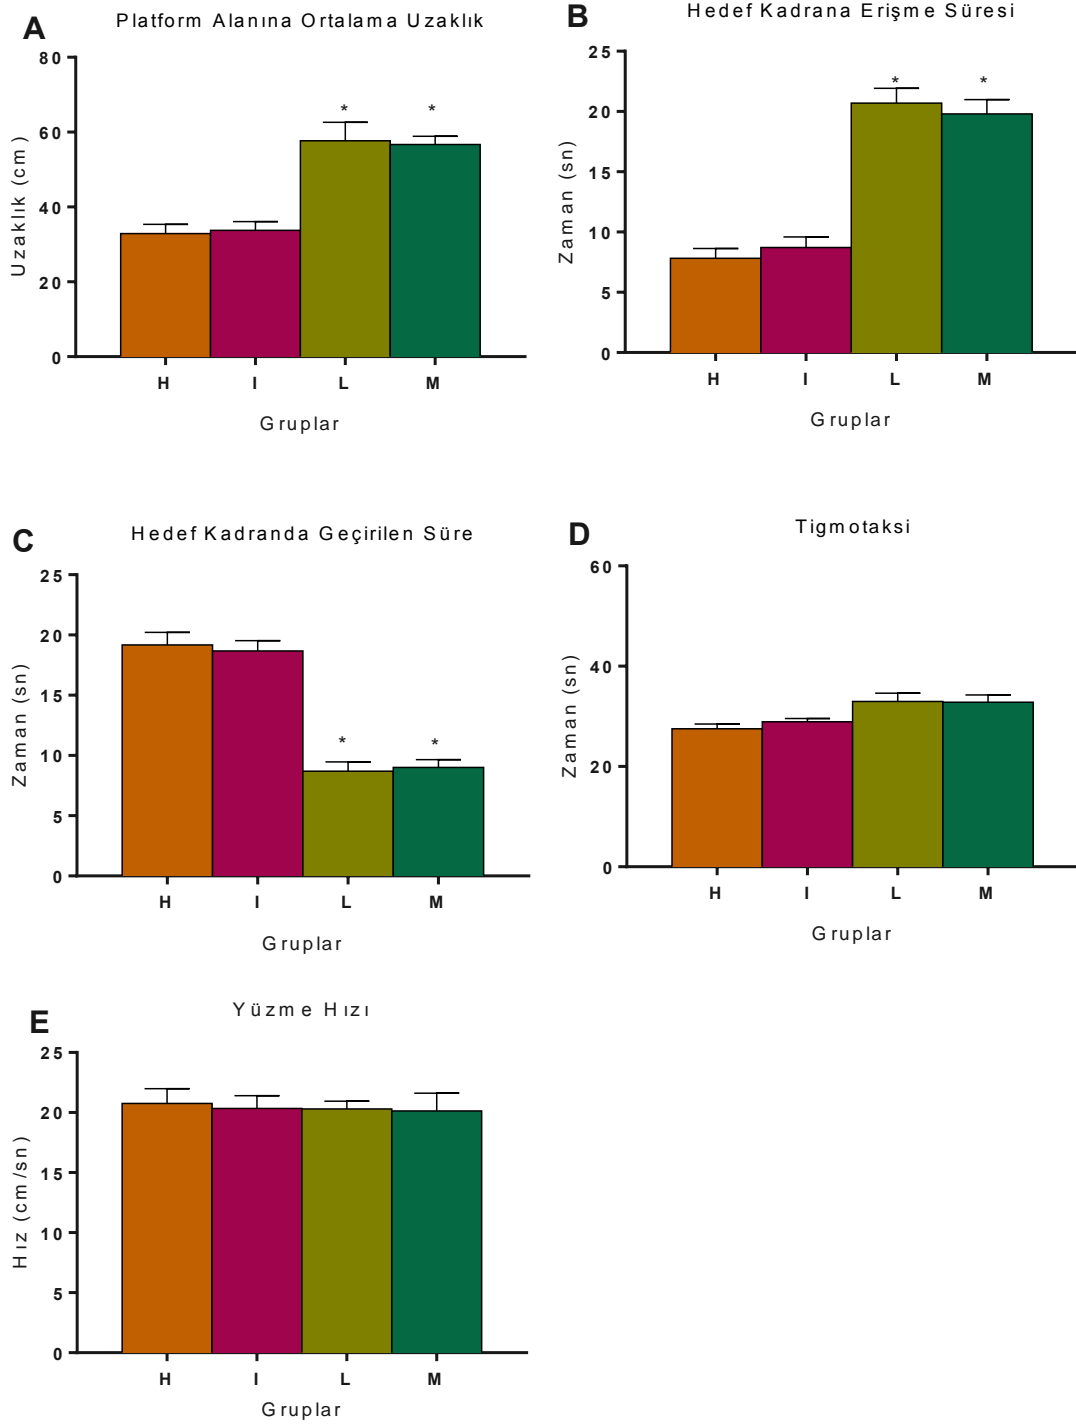 A
Platform Alanına Ortalama Uzaklık
80
60
40
20
0
Uzaklık (cm)
*
*
H I L M
Gruplar
B
Hedef Kadrana Erişme Süresi
25
20
15
10
5
0
Zaman (sn)
*
*
H I L M
Gruplar
C
Hedef Kadranda Geçirilen Süre
25
20
15
10
5
0
Zaman (sn)
*
*
H I L M
Gruplar
D
Tigmotaksi
60
40
20
0
Zaman (sn)
H I L M
Gruplar
E
Yüzme Hızı
25
20
15
10
5
0
Hız (cm/sn)
H I L M
Gruplar